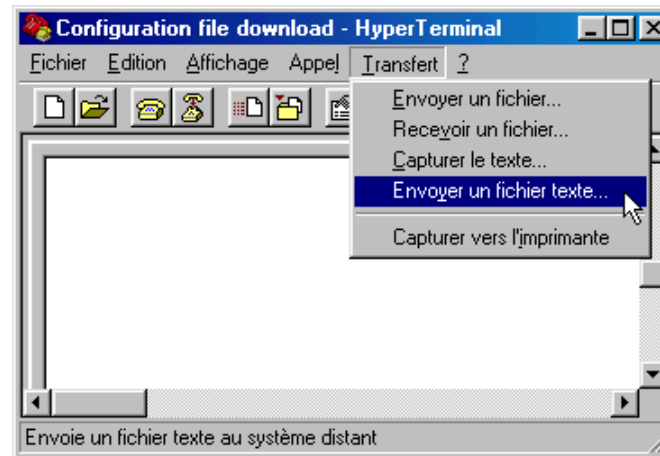 Configuration file download - HyperTerminal
Fichier Edition Affichage Appel Transfert ?
Envoyer un fichier...
Recevoir un fichier...
Capturer le texte...
Envoyer un fichier texte...
Capturer vers l'imprimante
Envoie un fichier texte au système distant